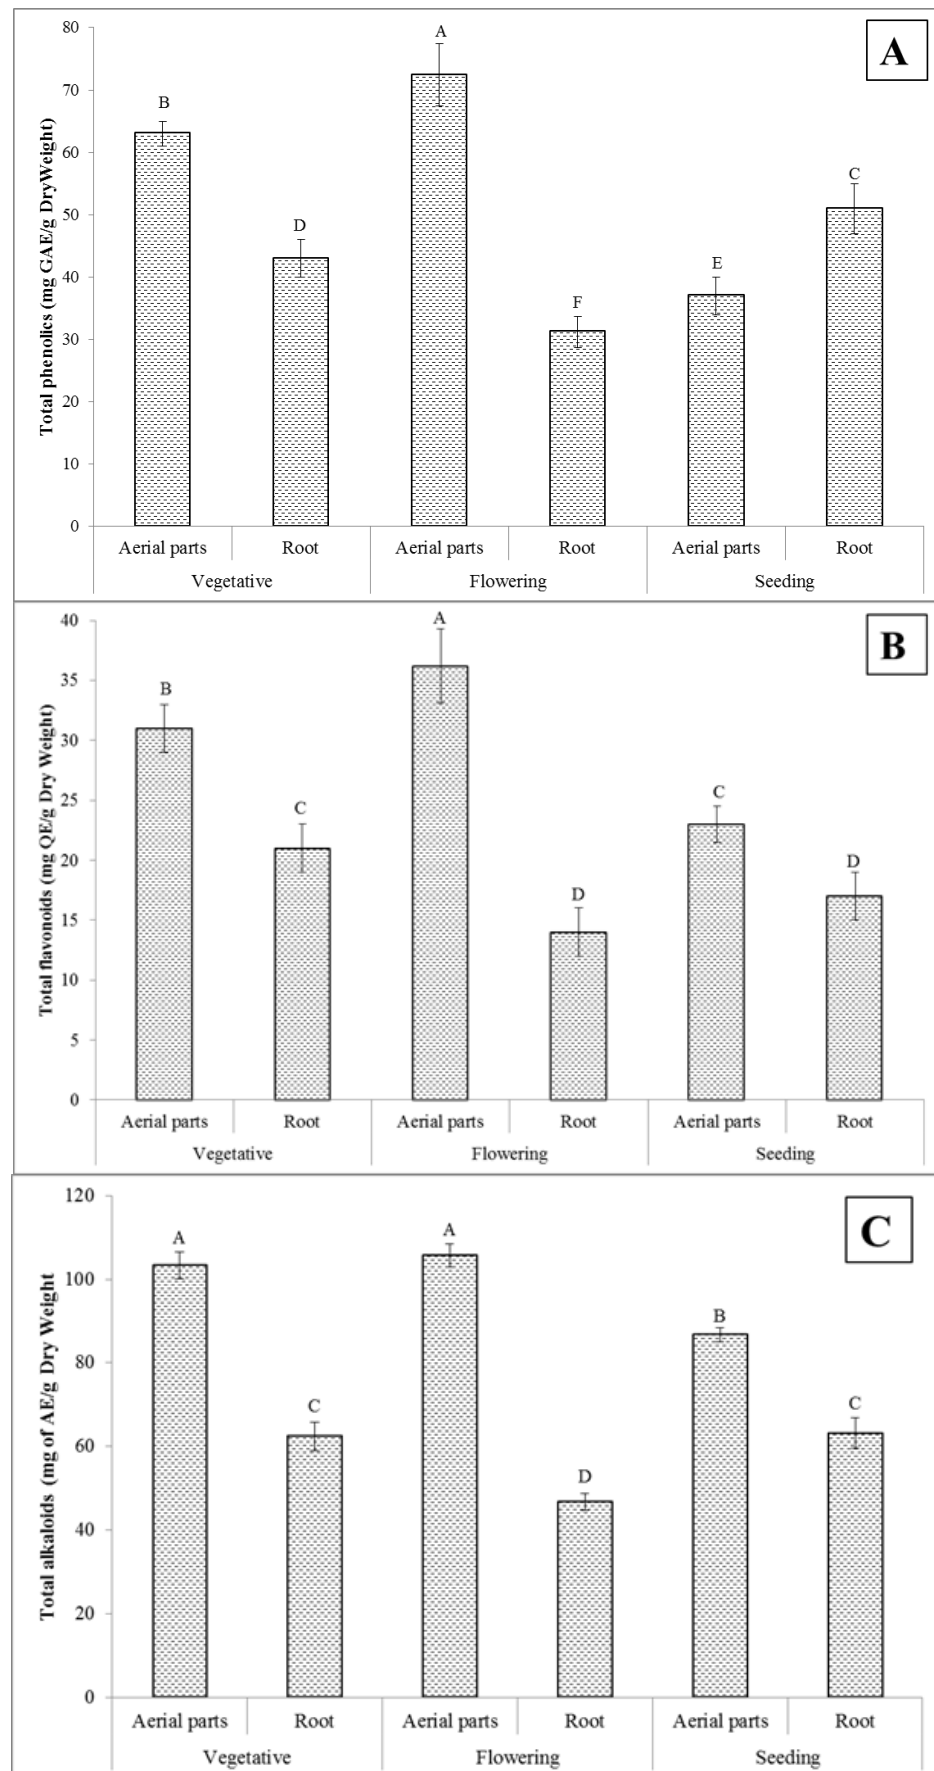 A
Total phenolics (mg GAE/g DryWeight)
80
70
60
50
40
30
20
10
0
B
D
A
F
E
C
Aerial parts Root Aerial parts Root Aerial parts Root
Vegetative Flowering Seeding
B
Total flavonoids (mg QE/g Dry Weight)
40
35
30
25
20
15
10
5
0
B
C
A
D
C
D
Aerial parts Root Aerial parts Root Aerial parts Root
Vegetative Flowering Seeding
C
Total alkaloids (mg of AE/g Dry Weight
120
100
80
60
40
20
0
A
C
A
D
B
C
Aerial parts Root Aerial parts Root Aerial parts Root
Vegetative Flowering Seeding